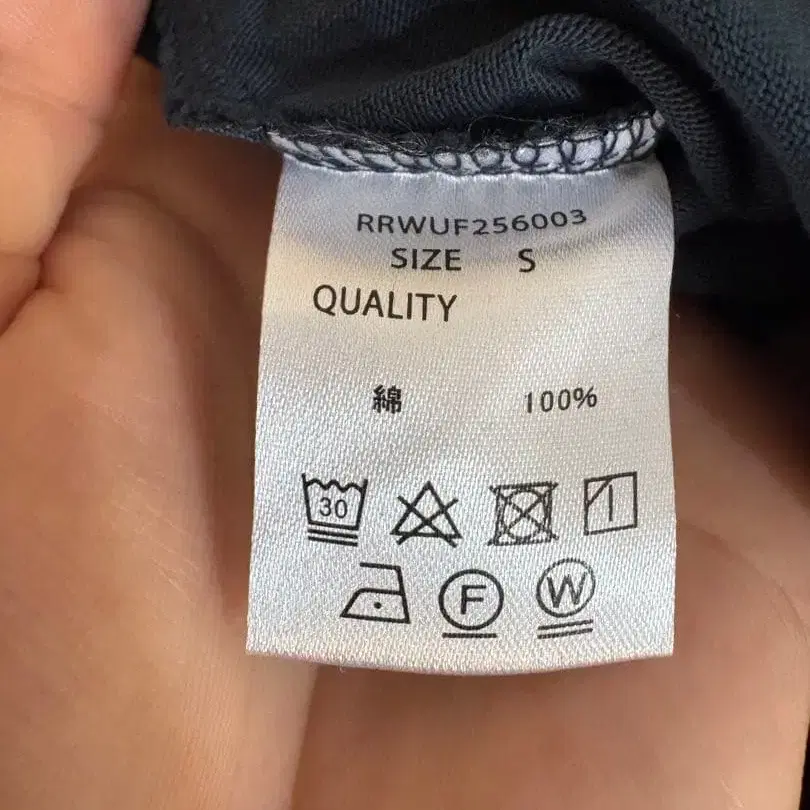 RRWUF256003
SIZE S
QUALITY
綿 100%
30
F W